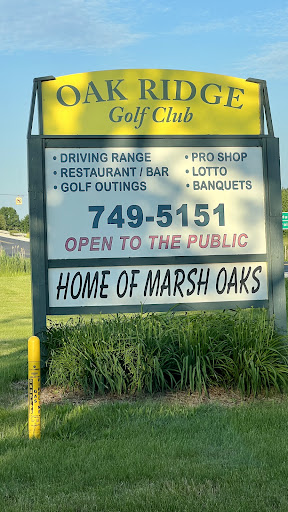 OAK RIDGE
Golf Club
• DRIVING RANGE • PRO SHOP
• RESTAURANT / BAR • LOTTO
• GOLF OUTINGS • BANQUETS
749-5151
OPEN TO THE PUBLIC
HOME OF MARSH OAKS